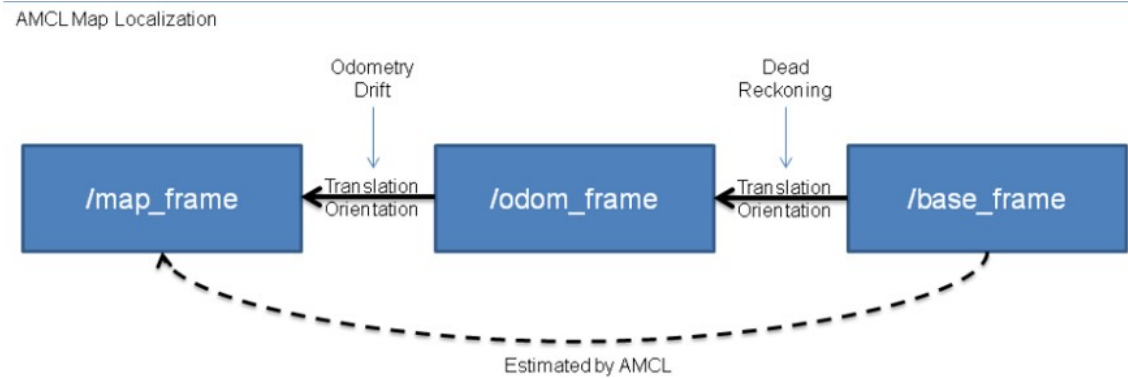 AMCL Map Localization
Odometry
Drift
Dead
Reckoning
/map_frame
Translation
Orientation
/odom_frame
Translation
Orientation
/base_frame
Estimated by AMCL